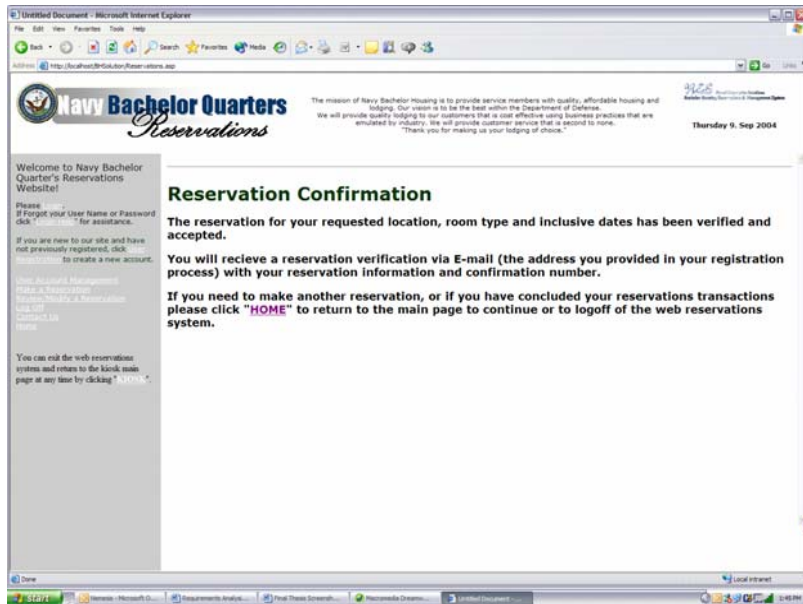 Untitled Document - Microsoft Internet Explorer
File Edit View Favorites Tools Help
Back Search Favorites Media
Address http://localhost/BHSolution/Reservations.asp Go Links
Navy Bachelor Quarters
Reservations
The mission of Navy Bachelor Housing is to provide service members with quality, affordable housing and
lodging. Our vision is to be the best within the Department of Defense.
We will provide quality lodging to our customers that is cost effective using business practices that are
emulated by industry. We will provide customer service that is second to none.
"Thank you for making us your lodging of choice."
Thursday 9. Sep 2004
Welcome to Navy Bachelor
Quarter's Reservations
Website!
Please Login.
If Forgot your User Name or Password
click " " for assistance.
If you are new to our site and have
not previously registered, click User
Registration to create a new account.
User Account Management
Make a Reservation
Review/Modify a Reservation
Log Off
Contact Us
Home
You can exit the web reservations
system and return to the kiosk main
page at any time by clicking "KIOSK".
Reservation Confirmation
The reservation for your requested location, room type and inclusive dates has been verified and
accepted.
You will recieve a reservation verification via E-mail (the address you provided in your registration
process) with your reservation information and confirmation number.
If you need to make another reservation, or if you have concluded your reservations transactions
please click "HOME" to return to the main page to continue or to logoff of the web reservations
system.
Done
Local intranet
start
Nemesis - Microsoft O...
Requirements Analys...
Final Thesis Screensh...
Macromedia Dreamw...
Untitled Document - ...
2:45 PM